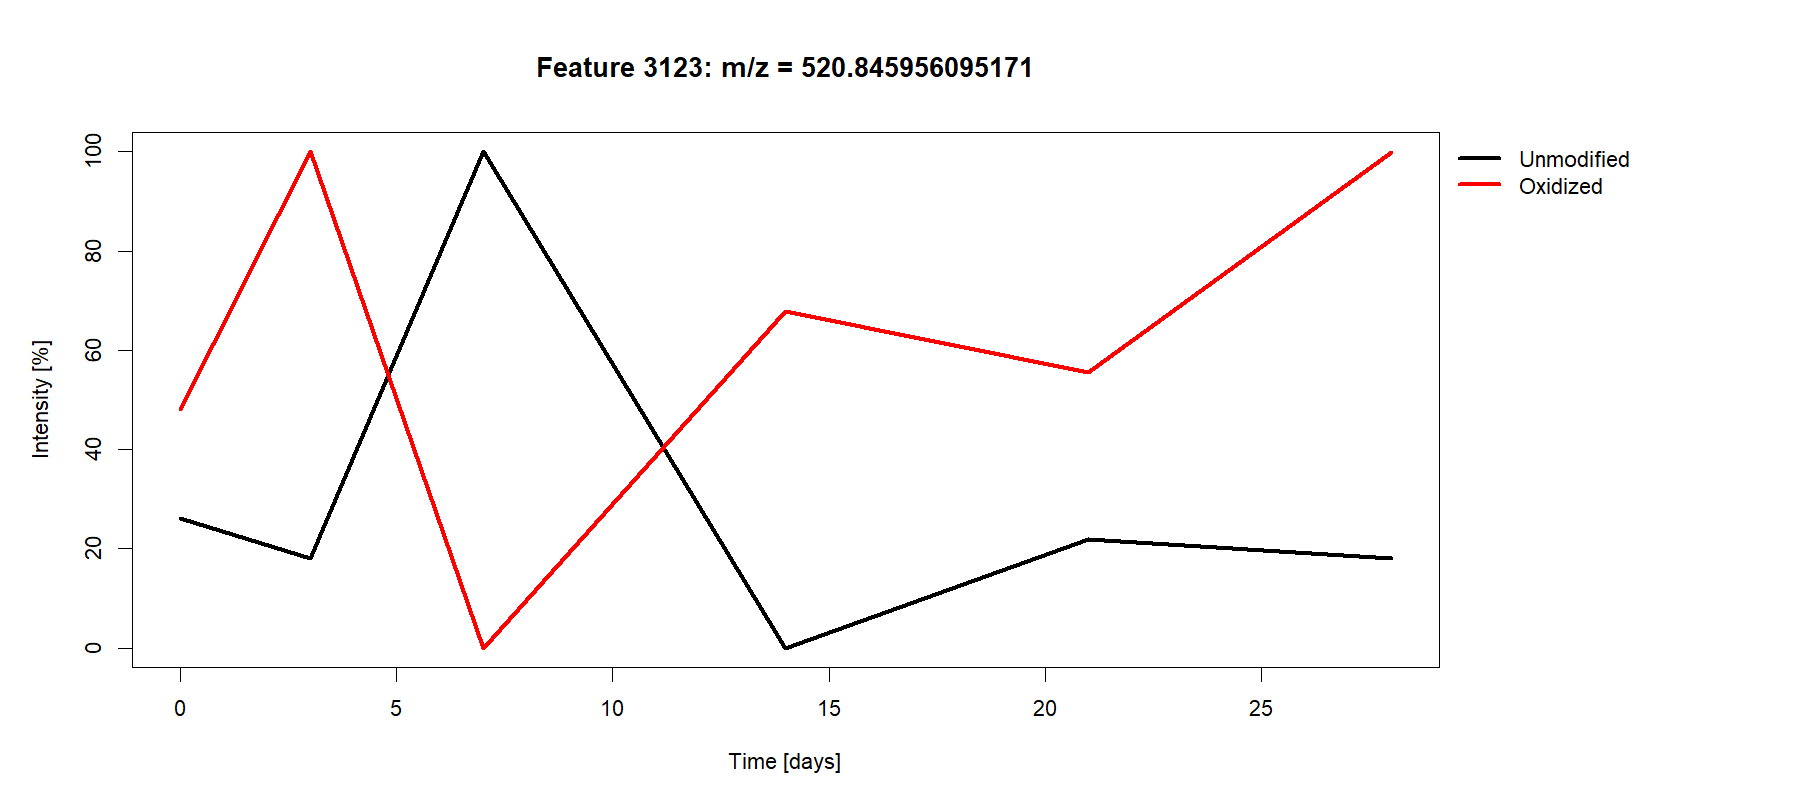 Feature 3123: m/z = 520.845956095171
Unmodified
Oxidized
Intensity [%]
100
80
60
40
20
0
0 5 10 15 20 25
Time [days]